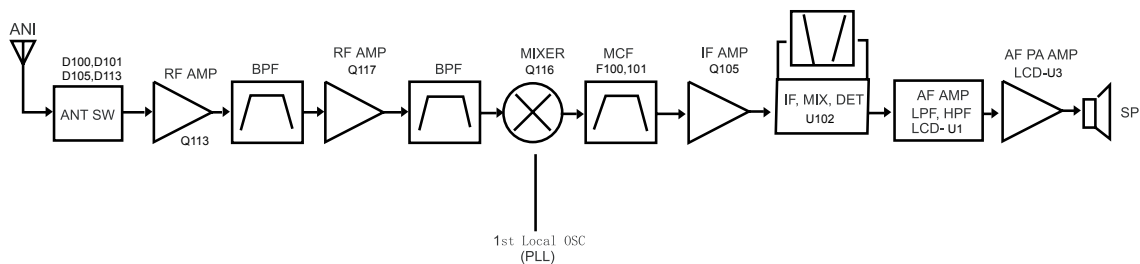 ANI
D100,D101
D105,D113
ANT SW
RF AMP
Q113
BPF
RF AMP
Q117
BPF
MIXER
Q116
1st Local OSC
(PLL)
MCF
F100,101
IF AMP
Q105
IF, MIX, DET
U102
AF AMP
LPF, HPF
LCD- U1
AF PA AMP
LCD-U3
SP